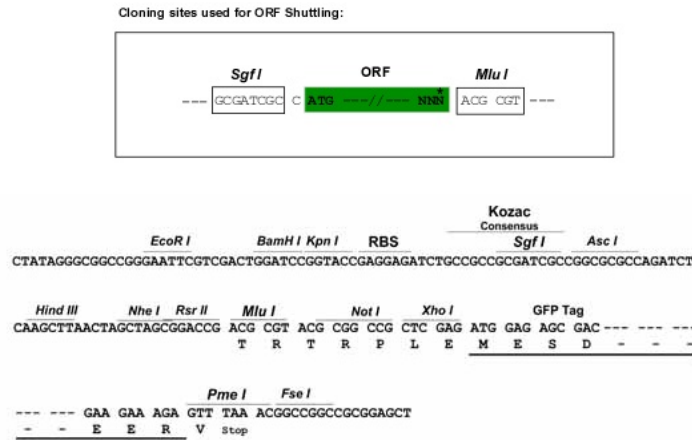 Cloning sites used for ORF Shuttling:
Sgf I ORF Mlu I
--- GCGATCGC C ATG ---//--- NNN* ACG CGT ---
Kozac
Consensus
EcoR I BamH I Kpn I RBS Sgf I Asc I
CTATAGGGCGGCCGGGAATTCGTCGACTGGATCCGGTACCGAGGAGATCTGCCGCCGCGATCGCCGGCGCGCCAGATCT
Hind III Nhe I Rsr II Mlu I Not I Xho I GFP Tag
CAAGCTTAACTAGCTAGCGGACCG ACG CGT ACG CGG CCG CTC GAG ATG GAG AGC GAC--- --- ---
T R T R P L E M E S D - - -
Pme I Fse I
--- --- GAA GAA AGA GTT TAA ACGGCCGGCCGCGGAGCT
- - E E R V Stop